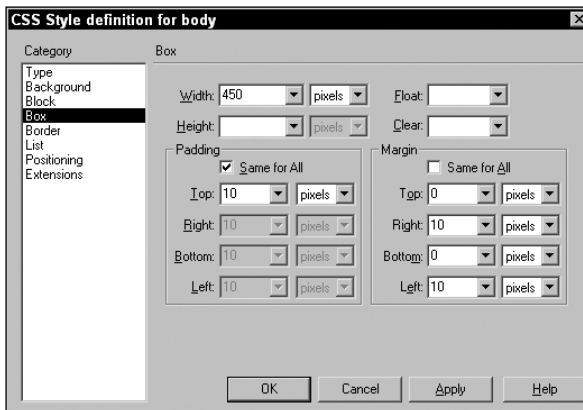 CSS Style definition for body
Category
Type
Background
Block
Box
Border
List
Positioning
Extensions
Box
Width: 450 pixels Float:
Height: pixels Clear:
Padding
Same for All
Top: 10 pixels
Right: 10 pixels
Bottom: 10 pixels
Left: 10 pixels
Margin
Same for All
Top: 0 pixels
Right: 10 pixels
Bottom: 0 pixels
Left: 10 pixels
OK Cancel Apply Help